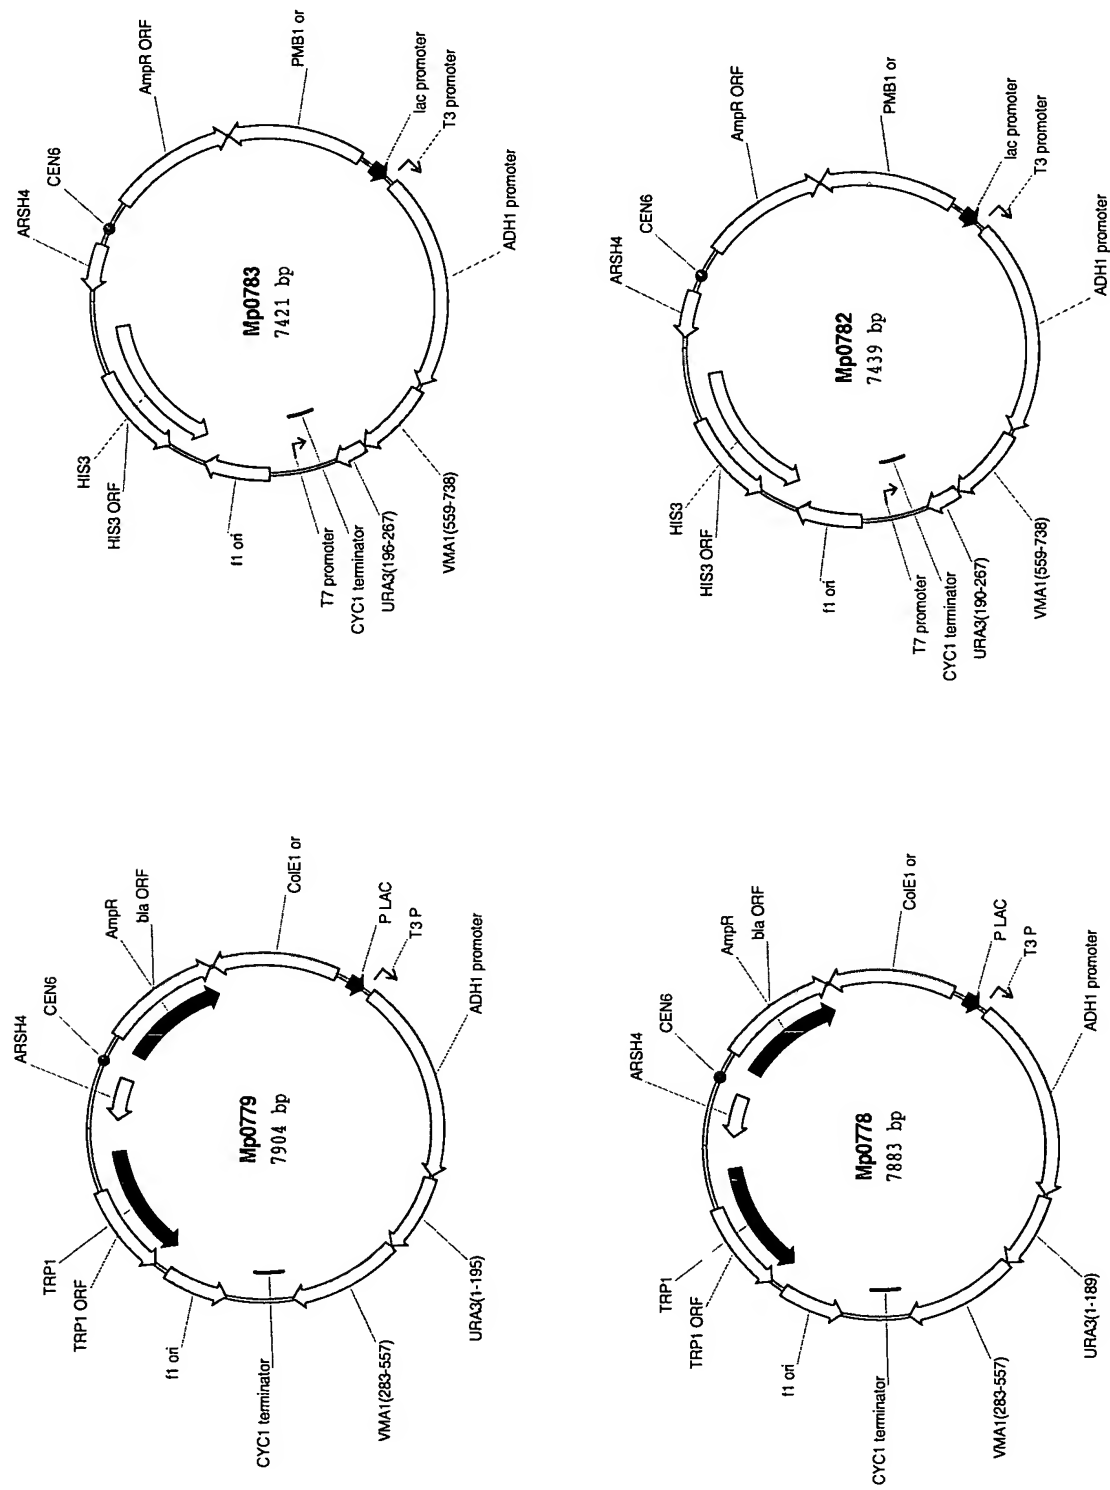 Mp0783
7421 bp
ARSH4
CEN6
AmpR ORF
PMB1 or
lac promoter
T3 promoter
ADH1 promoter
VMA1(559-738)
URA3(196-267)
CYC1 terminator
T7 promoter
f1 ori
HIS3 ORF
HIS3
Mp0782
7439 bp
ARSH4
CEN6
AmpR ORF
PMB1 or
lac promoter
T3 promoter
ADH1 promoter
VMA1(559-738)
URA3(190-267)
CYC1 terminator
T7 promoter
f1 ori
HIS3 ORF
HIS3
Mp0779
7904 bp
ARSH4
CEN6
AmpR
bla ORF
ColE1 or
P LAC
T3 P
ADH1 promoter
URA3(1-195)
VMA1(283-557)
CYC1 terminator
f1 ori
TRP1 ORF
TRP1
Mp0778
7883 bp
ARSH4
CEN6
AmpR
bla ORF
ColE1 or
P LAC
T3 P
ADH1 promoter
URA3(1-189)
VMA1(283-557)
CYC1 terminator
f1 ori
TRP1 ORF
TRP1